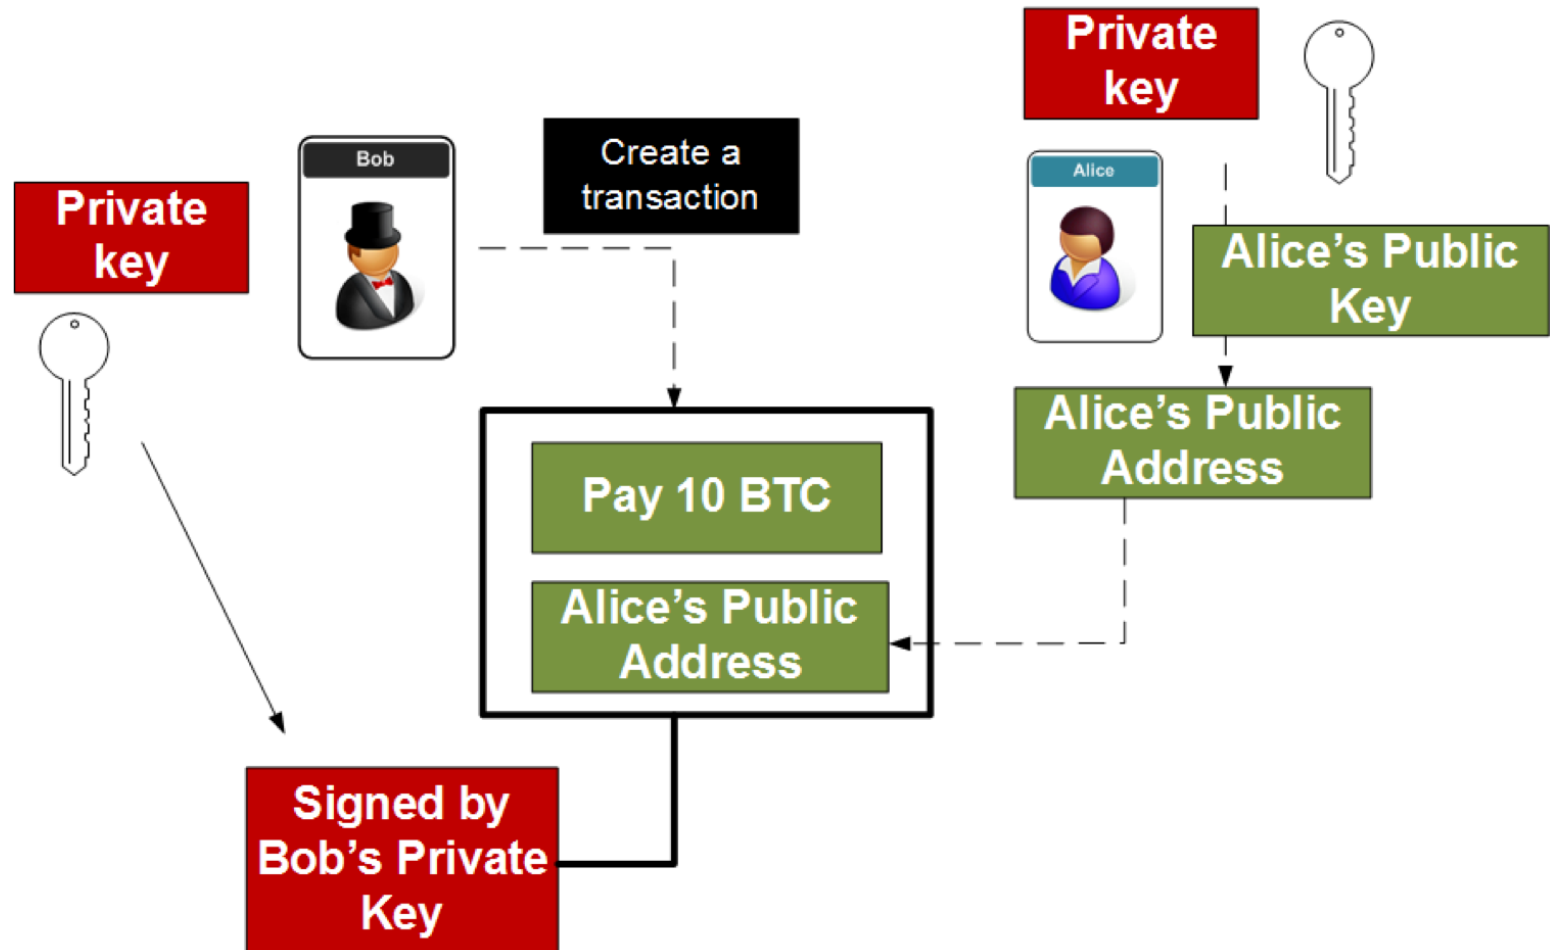 Private
key
Bob
Create a
transaction
Private
key
Alice
Alice's Public
Key
Alice's Public
Address
Pay 10 BTC
Alice's Public
Address
Signed by
Bob's Private
Key